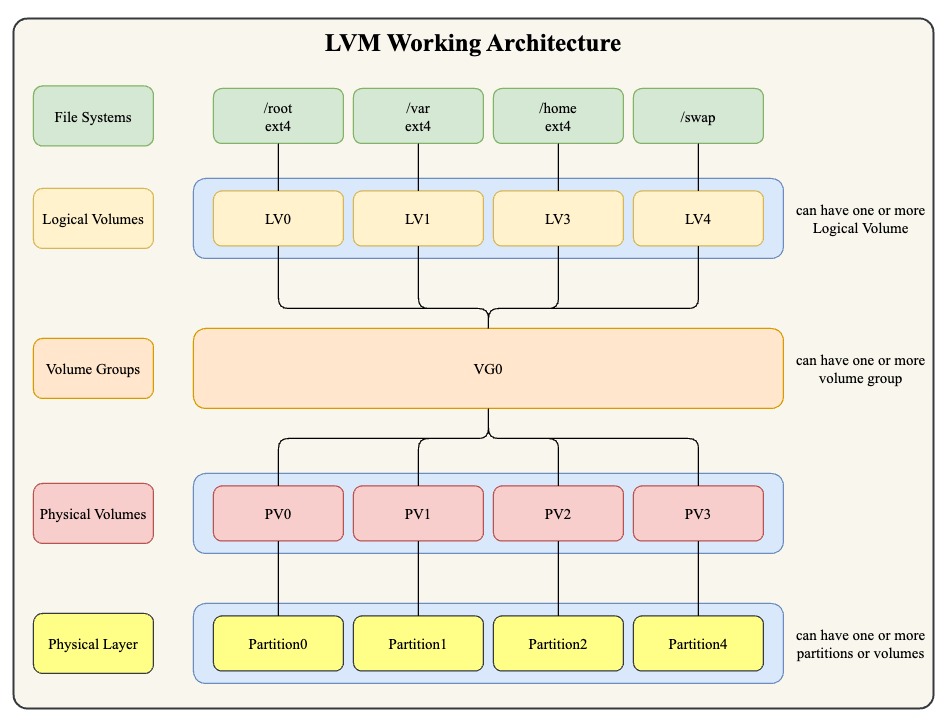 LVM Working Architecture
File Systems
/root
ext4
/var
ext4
/home
ext4
/swap
Logical Volumes
LV0
LV1
LV3
LV4
can have one or more
Logical Volume
Volume Groups
VG0
can have one or more
volume group
Physical Volumes
PV0
PV1
PV2
PV3
Physical Layer
Partition0
Partition1
Partition2
Partition4
can have one or more
partitions or volumes